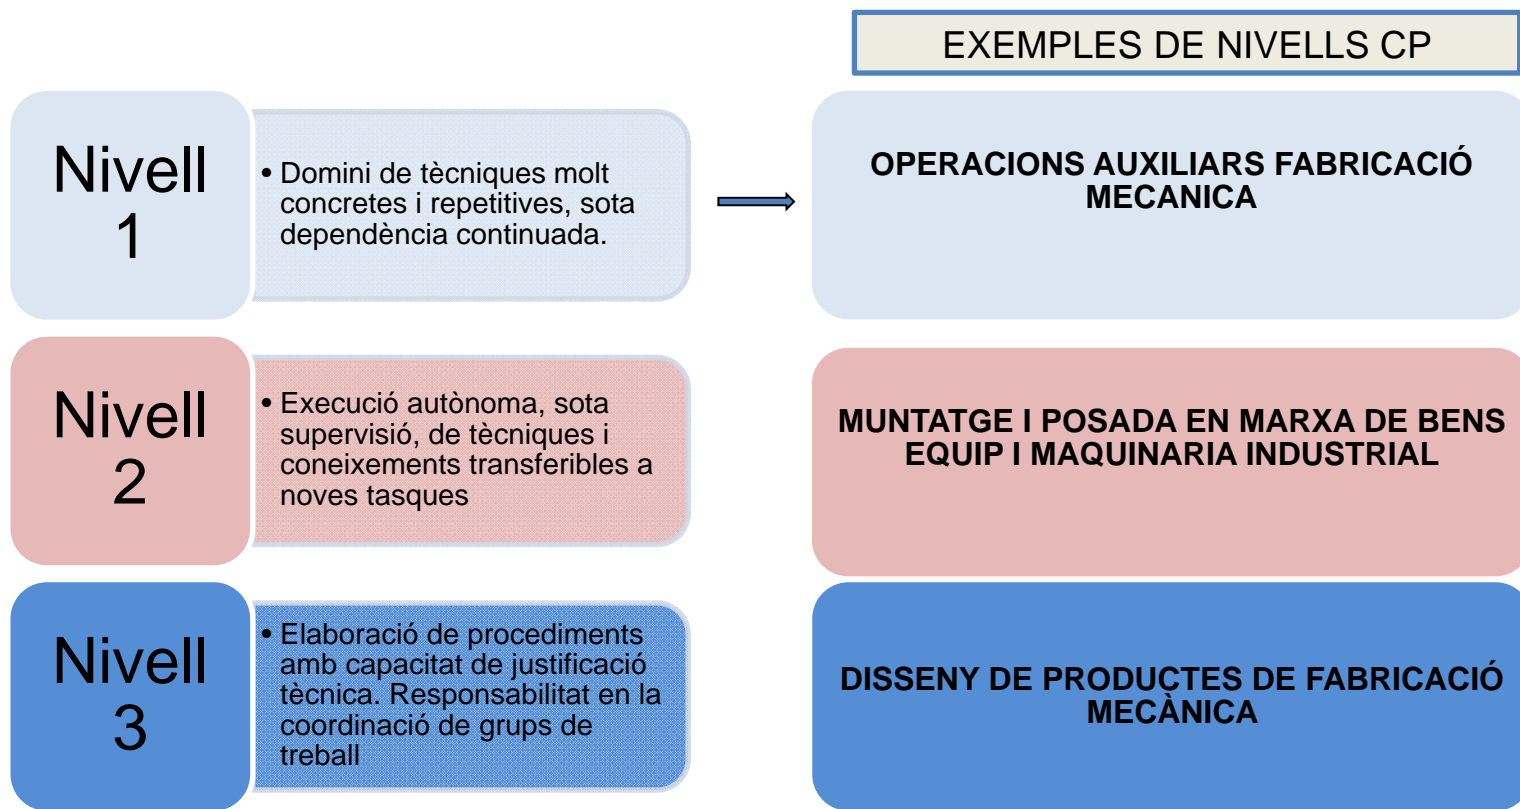 EXEMPLES DE NIVELLS CP
Nivell
1
• Domini de tècniques molt
concretes i repetitives, sota
dependència continuada.
OPERACIONS AUXILIARS FABRICACIÓ
MECANICA
Nivell
2
• Execució autònoma, sota
supervisió, de tècniques i
coneixements transferibles a
noves tasques
MUNTATGE I POSADA EN MARXA DE BENS
EQUIP I MAQUINARIA INDUSTRIAL
Nivell
3
• Elaboració de procediments
amb capacitat de justificació
tècnica. Responsabilitat en la
coordinació de grups de
treball
DISSENY DE PRODUCTES DE FABRICACIÓ
MECÀNICA